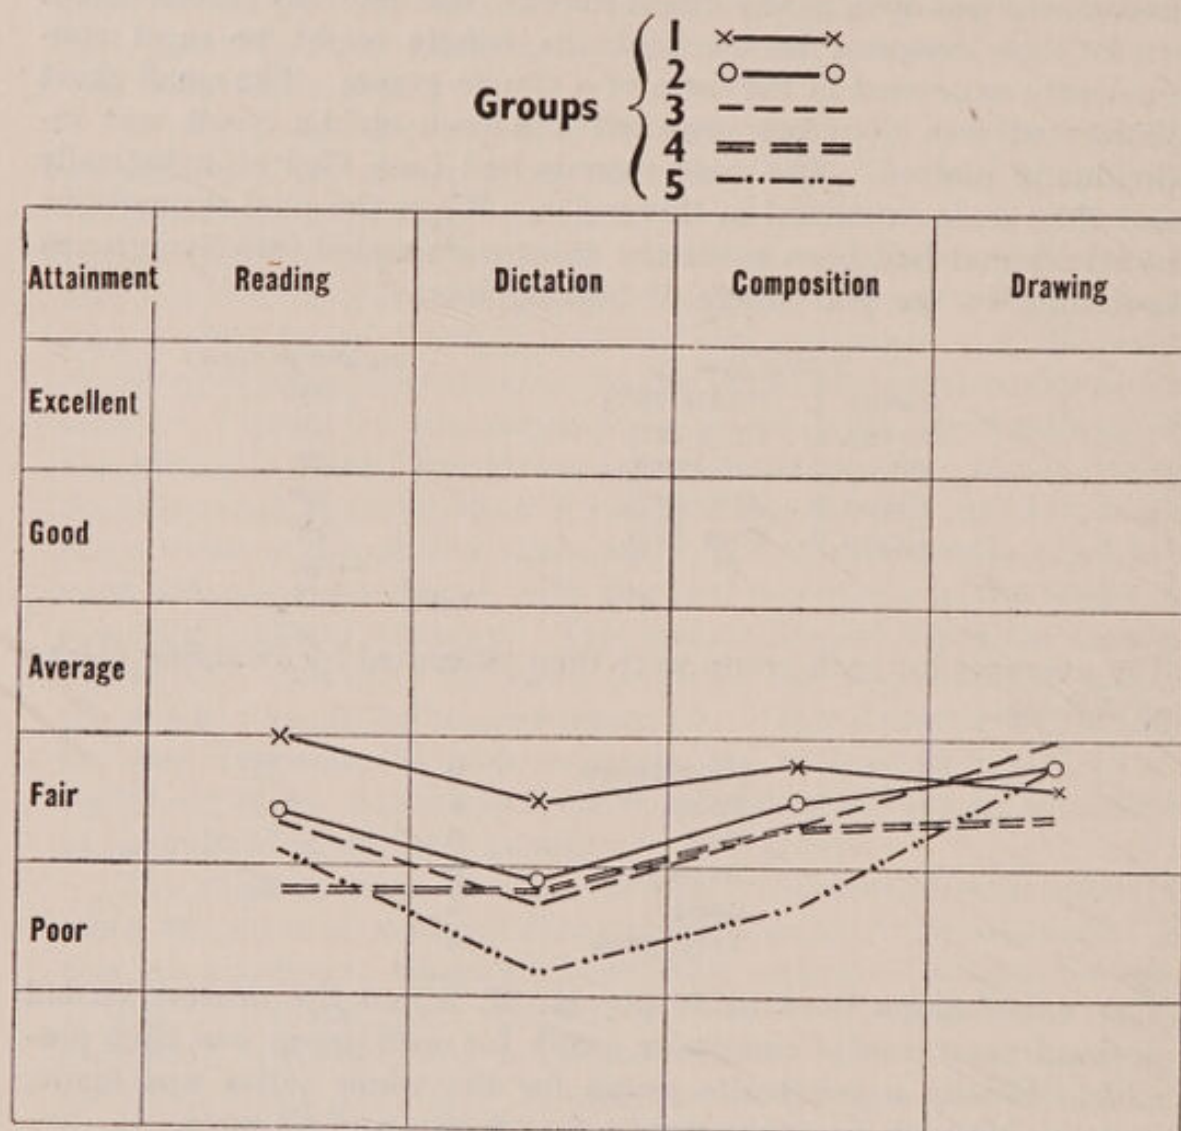 1
2
Groups 3
4
5
Attainment Reading Dictation Composition Drawing
Excellent
Good
Average
Fair
Poor